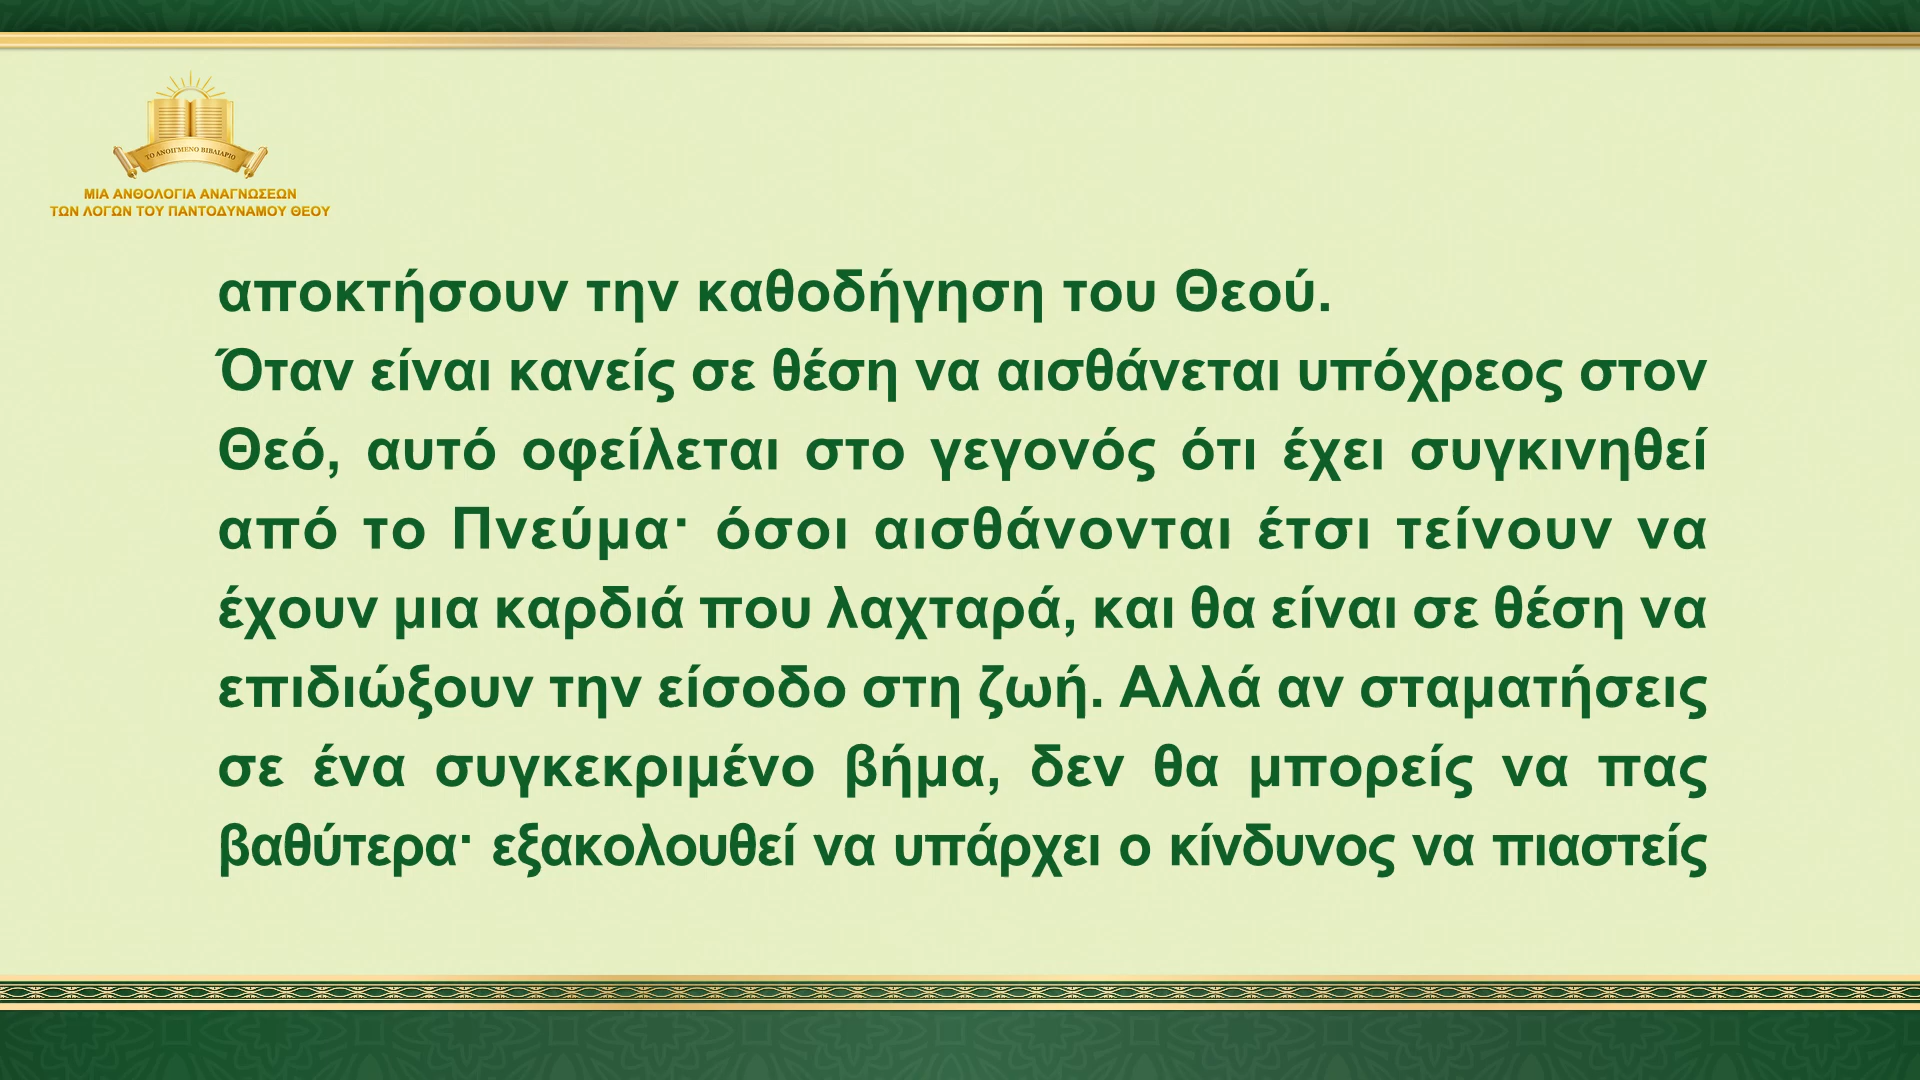 ΤΟ ΑΝΟΙΓΜΕΝΟ ΒΙΒΛΙΑΡΙΟ
ΜΙΑ ΑΝΘΟΛΟΓΙΑ ΑΝΑΓΝΩΣΕΩΝ
ΤΩΝ ΛΟΓΩΝ ΤΟΥ ΠΑΝΤΟΔΥΝΑΜΟΥ ΘΕΟΥ
αποκτήσουν την καθοδήγηση του Θεού.
Όταν είναι κανείς σε θέση να αισθάνεται υπόχρεος στον
Θεό, αυτό οφείλεται στο γεγονός ότι έχει συγκινηθεί
από το Πνεύμα· όσοι αισθάνονται έτσι τείνουν να
έχουν μια καρδιά που λαχταρά, και θα είναι σε θέση να
επιδιώξουν την είσοδο στη ζωή. Αλλά αν σταματήσεις
σε ένα συγκεκριμένο βήμα, δεν θα μπορείς να πας
βαθύτερα· εξακολουθεί να υπάρχει ο κίνδυνος να πιαστείς